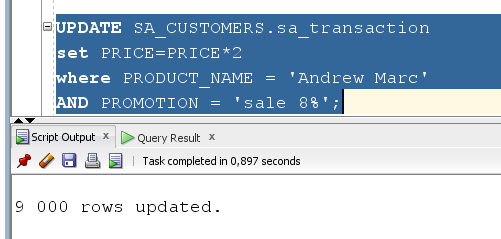 UPDATE SA_CUSTOMERS.sa_transaction
set PRICE=PRICE*2
where PRODUCT_NAME = 'Andrew Marc'
AND PROMOTION = 'sale 8%';
Script Output x Query Result x
Task completed in 0,897 seconds
9 000 rows updated.